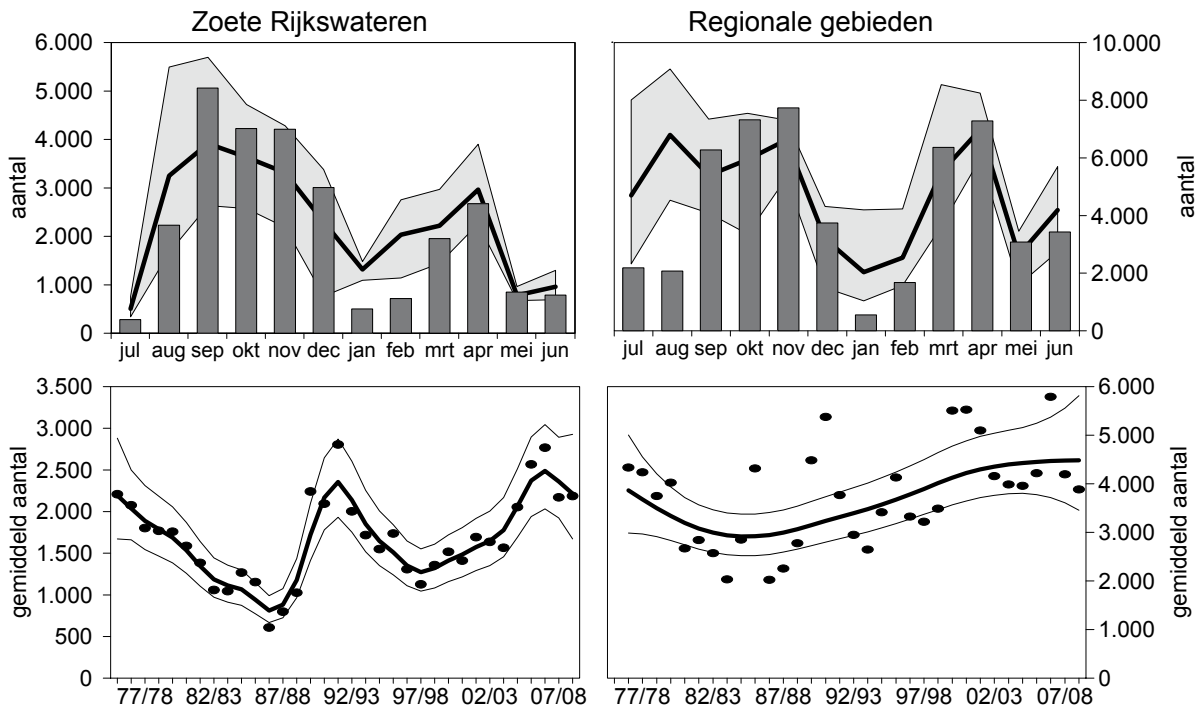 Zoete Rijkswateren
Regionale gebieden
6.000
5.000
4.000
3.000
2.000
1.000
0
aantal
jul aug sep okt nov dec jan feb mrt apr mei jun
10.000
8.000
6.000
4.000
2.000
0
aantal
jul aug sep okt nov dec jan feb mrt apr mei jun
3.500
3.000
2.500
2.000
1.500
1.000
500
0
gemiddeld aantal
77/78 82/83 87/88 92/93 97/98 02/03 07/08
6.000
5.000
4.000
3.000
2.000
1.000
0
gemiddeld aantal
77/78 82/83 87/88 92/93 97/98 02/03 07/08